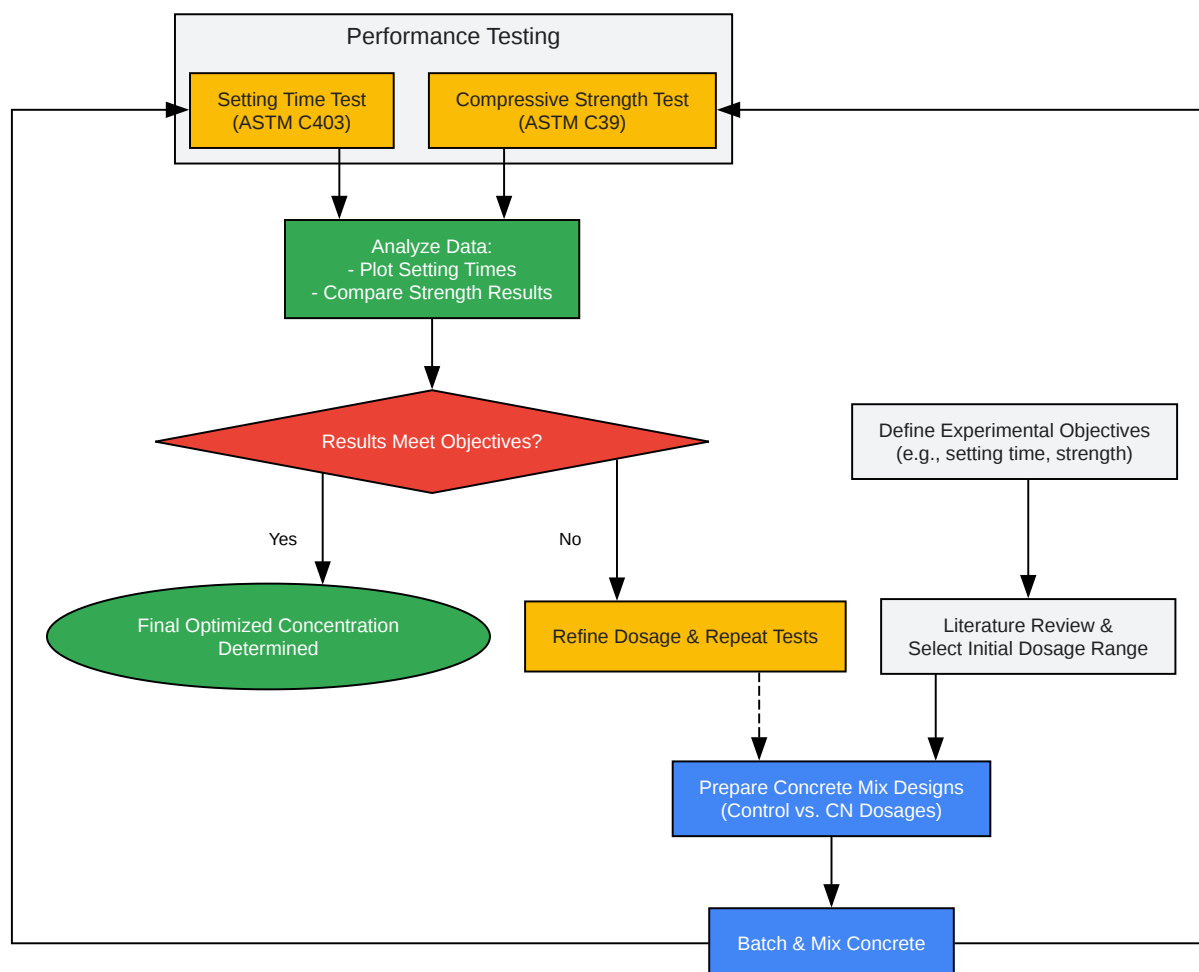 Performance Testing
Setting Time Test
(ASTM C403)
Compressive Strength Test
(ASTM C39)
Analyze Data:
- Plot Setting Times
- Compare Strength Results
Results Meet Objectives?
Define Experimental Objectives
(e.g., setting time, strength)
Yes
No
Final Optimized Concentration
Determined
Refine Dosage & Repeat Tests
Literature Review &
Select Initial Dosage Range
Prepare Concrete Mix Designs
(Control vs. CN Dosages)
Batch & Mix Concrete